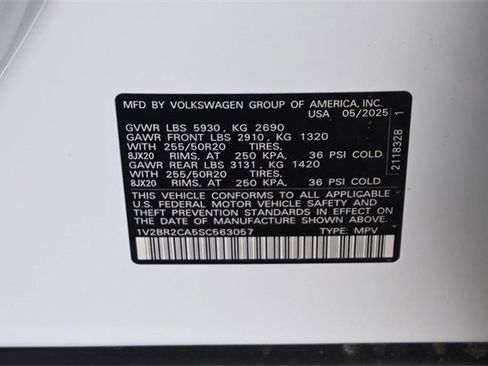 MFD BY VOLKSWAGEN GROUP OF AMERICA, INC.
USA 05/2025
GVWR LBS 5930, KG 2690
GAWR FRONT LBS 2910, KG 1320
WITH 255/50R20 TIRES,
8JX20 RIMS, AT 250 KPA, 36 PSI COLD
GAWR REAR LBS 3131, KG 1420
WITH 255/50R20 TIRES,
8JX20 RIMS, AT 250 KPA, 36 PSI COLD
THIS VEHICLE CONFORMS TO ALL APPLICABLE
U.S. FEDERAL MOTOR VEHICLE SAFETY AND
THEFT PREVENTION STANDARDS IN EFFECT ON THE
DATE OF MANUFACTURE SHOWN ABOVE.
1V2BR2CA5SC563057 TYPE: MPV
2118328 1